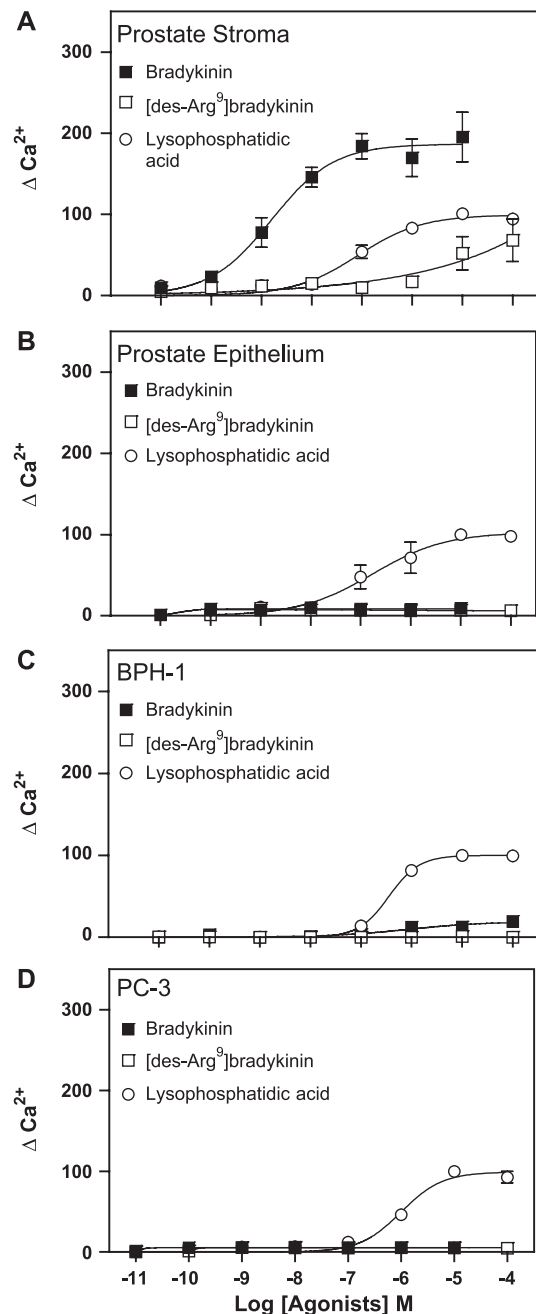 A
Prostate Stroma
Bradykinin
[des-Arg⁹]bradykinin
Lysophosphatidic
acid
300
200
100
0
Δ Ca²⁺
B
Prostate Epithelium
Bradykinin
[des-Arg⁹]bradykinin
Lysophosphatidic acid
300
200
100
0
Δ Ca²⁺
C
BPH-1
Bradykinin
[des-Arg⁹]bradykinin
Lysophosphatidic acid
300
200
100
0
Δ Ca²⁺
D
PC-3
Bradykinin
[des-Arg⁹]bradykinin
Lysophosphatidic acid
300
200
100
0
Δ Ca²⁺
-11 -10 -9 -8 -7 -6 -5 -4
Log [Agonists] M